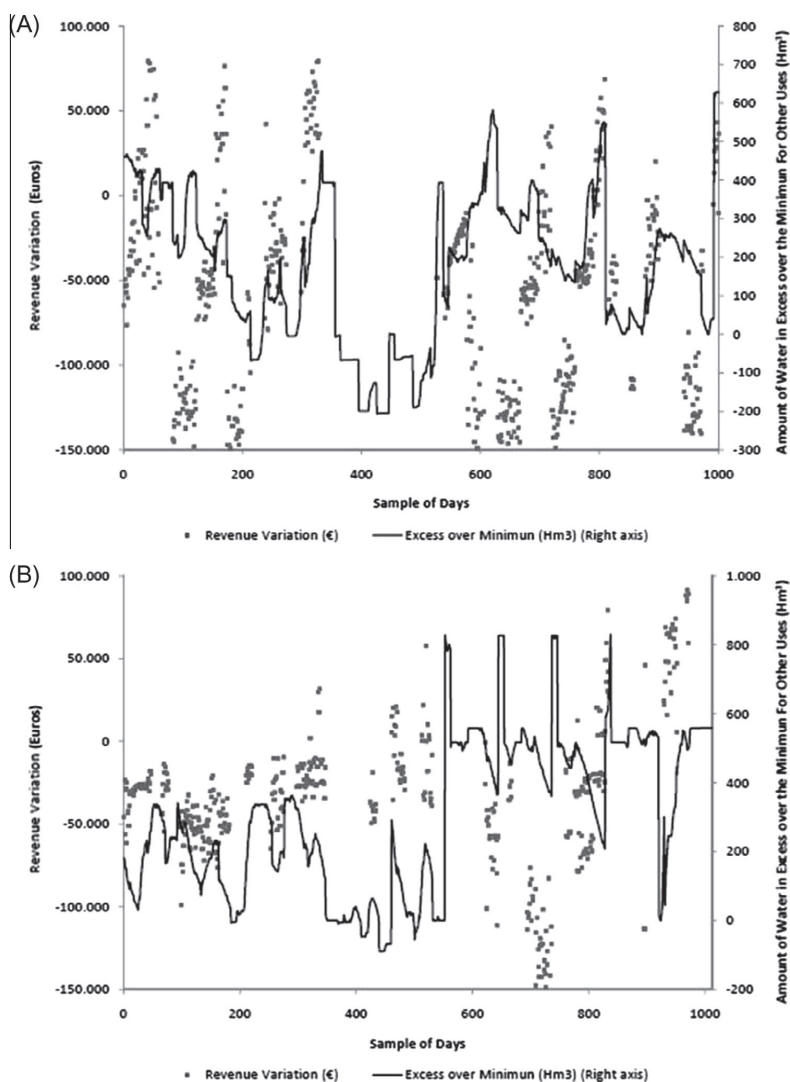 (A)
100.000
50.000
0
-50.000
-100.000
-150.000
Revenue Variation (Euros)
800
700
600
500
400
300
200
100
0
-100
-200
-300
Amount of Water in Excess over the Minimun For Other Uses (Hm³)
0 200 400 600 800 1000
Sample of Days
Revenue Variation (€) Excess over Minimun (Hm3) (Right axis)
(B)
100.000
50.000
0
-50.000
-100.000
-150.000
Revenue Variation (Euros)
1.000
800
600
400
200
0
-200
Amount of Water in Excess over the Minimun For Other Uses (Hm³)
0 200 400 600 800 1000
Sample of Days
Revenue Variation (€) Excess over Minimun (Hm3) (Right axis)